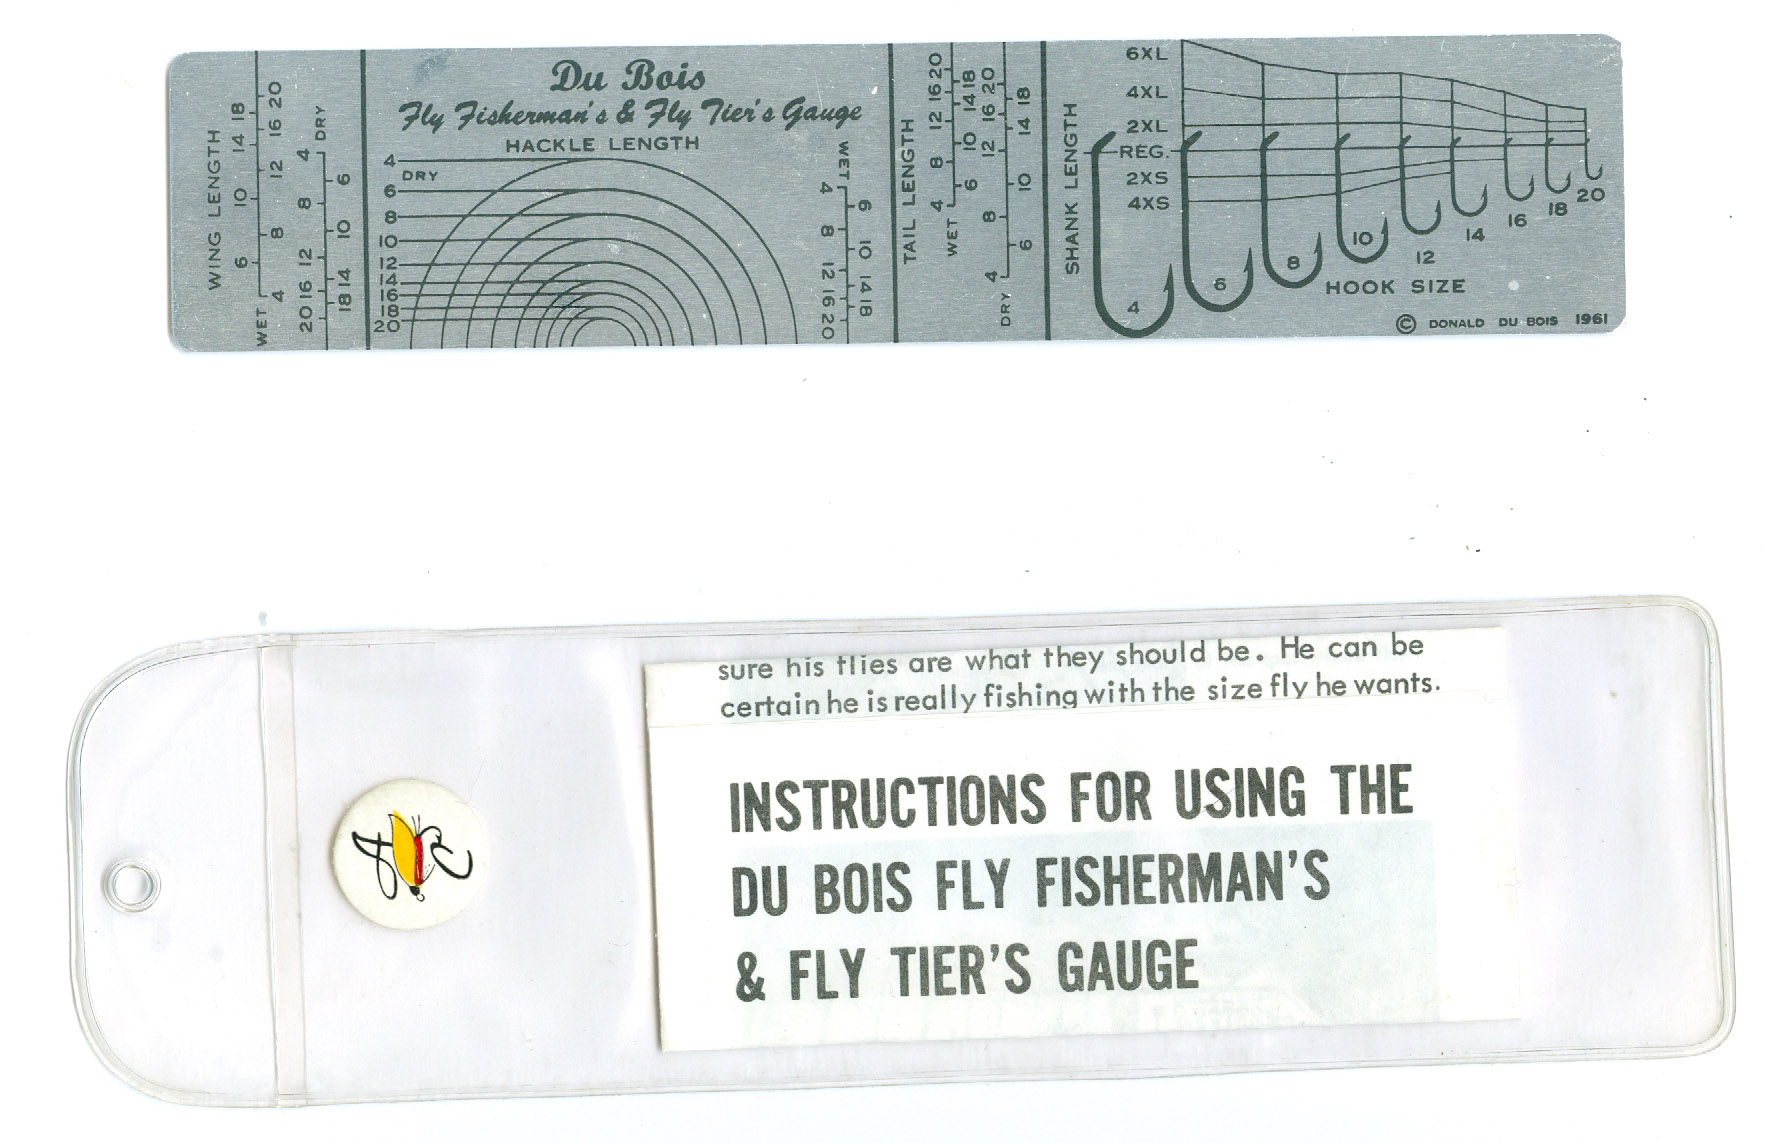 WING LENGTH
6 10 14 18
WET 4 8 12 16 20
20 16 12 8 4 DRY
18 14 10 6
Du Bois
Fly Fisherman's & Fly Tier's Gauge
HACKLE LENGTH
4
DRY
6
8
10
12
14
16
18
20
WET 4 8 12 16 20
6 10 14 18
TAIL LENGTH
WET 4 8 12 16 20
6 10 14 18
DRY 4 8 12 16 20
6 10 14 18
SHANK LENGTH
6XL
4XL
2XL
REG.
2XS
4XS
4 6 8 10 12 14 16 18 20
HOOK SIZE
© DONALD DU BOIS 1961
sure his flies are what they should be. He can be
certain he is really fishing with the size fly he wants.
INSTRUCTIONS FOR USING THE
DU BOIS FLY FISHERMAN'S
& FLY TIER'S GAUGE